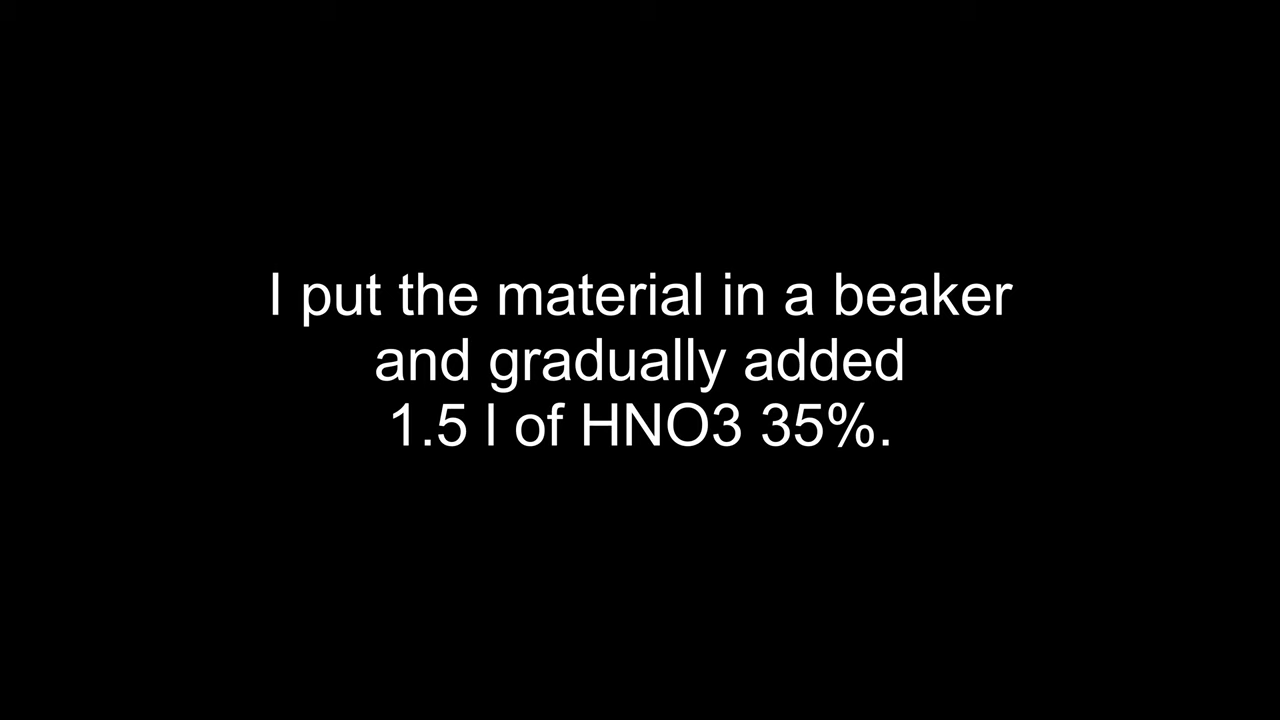 I put the material in a beaker
and gradually added
1.5 l of HNO3 35%.